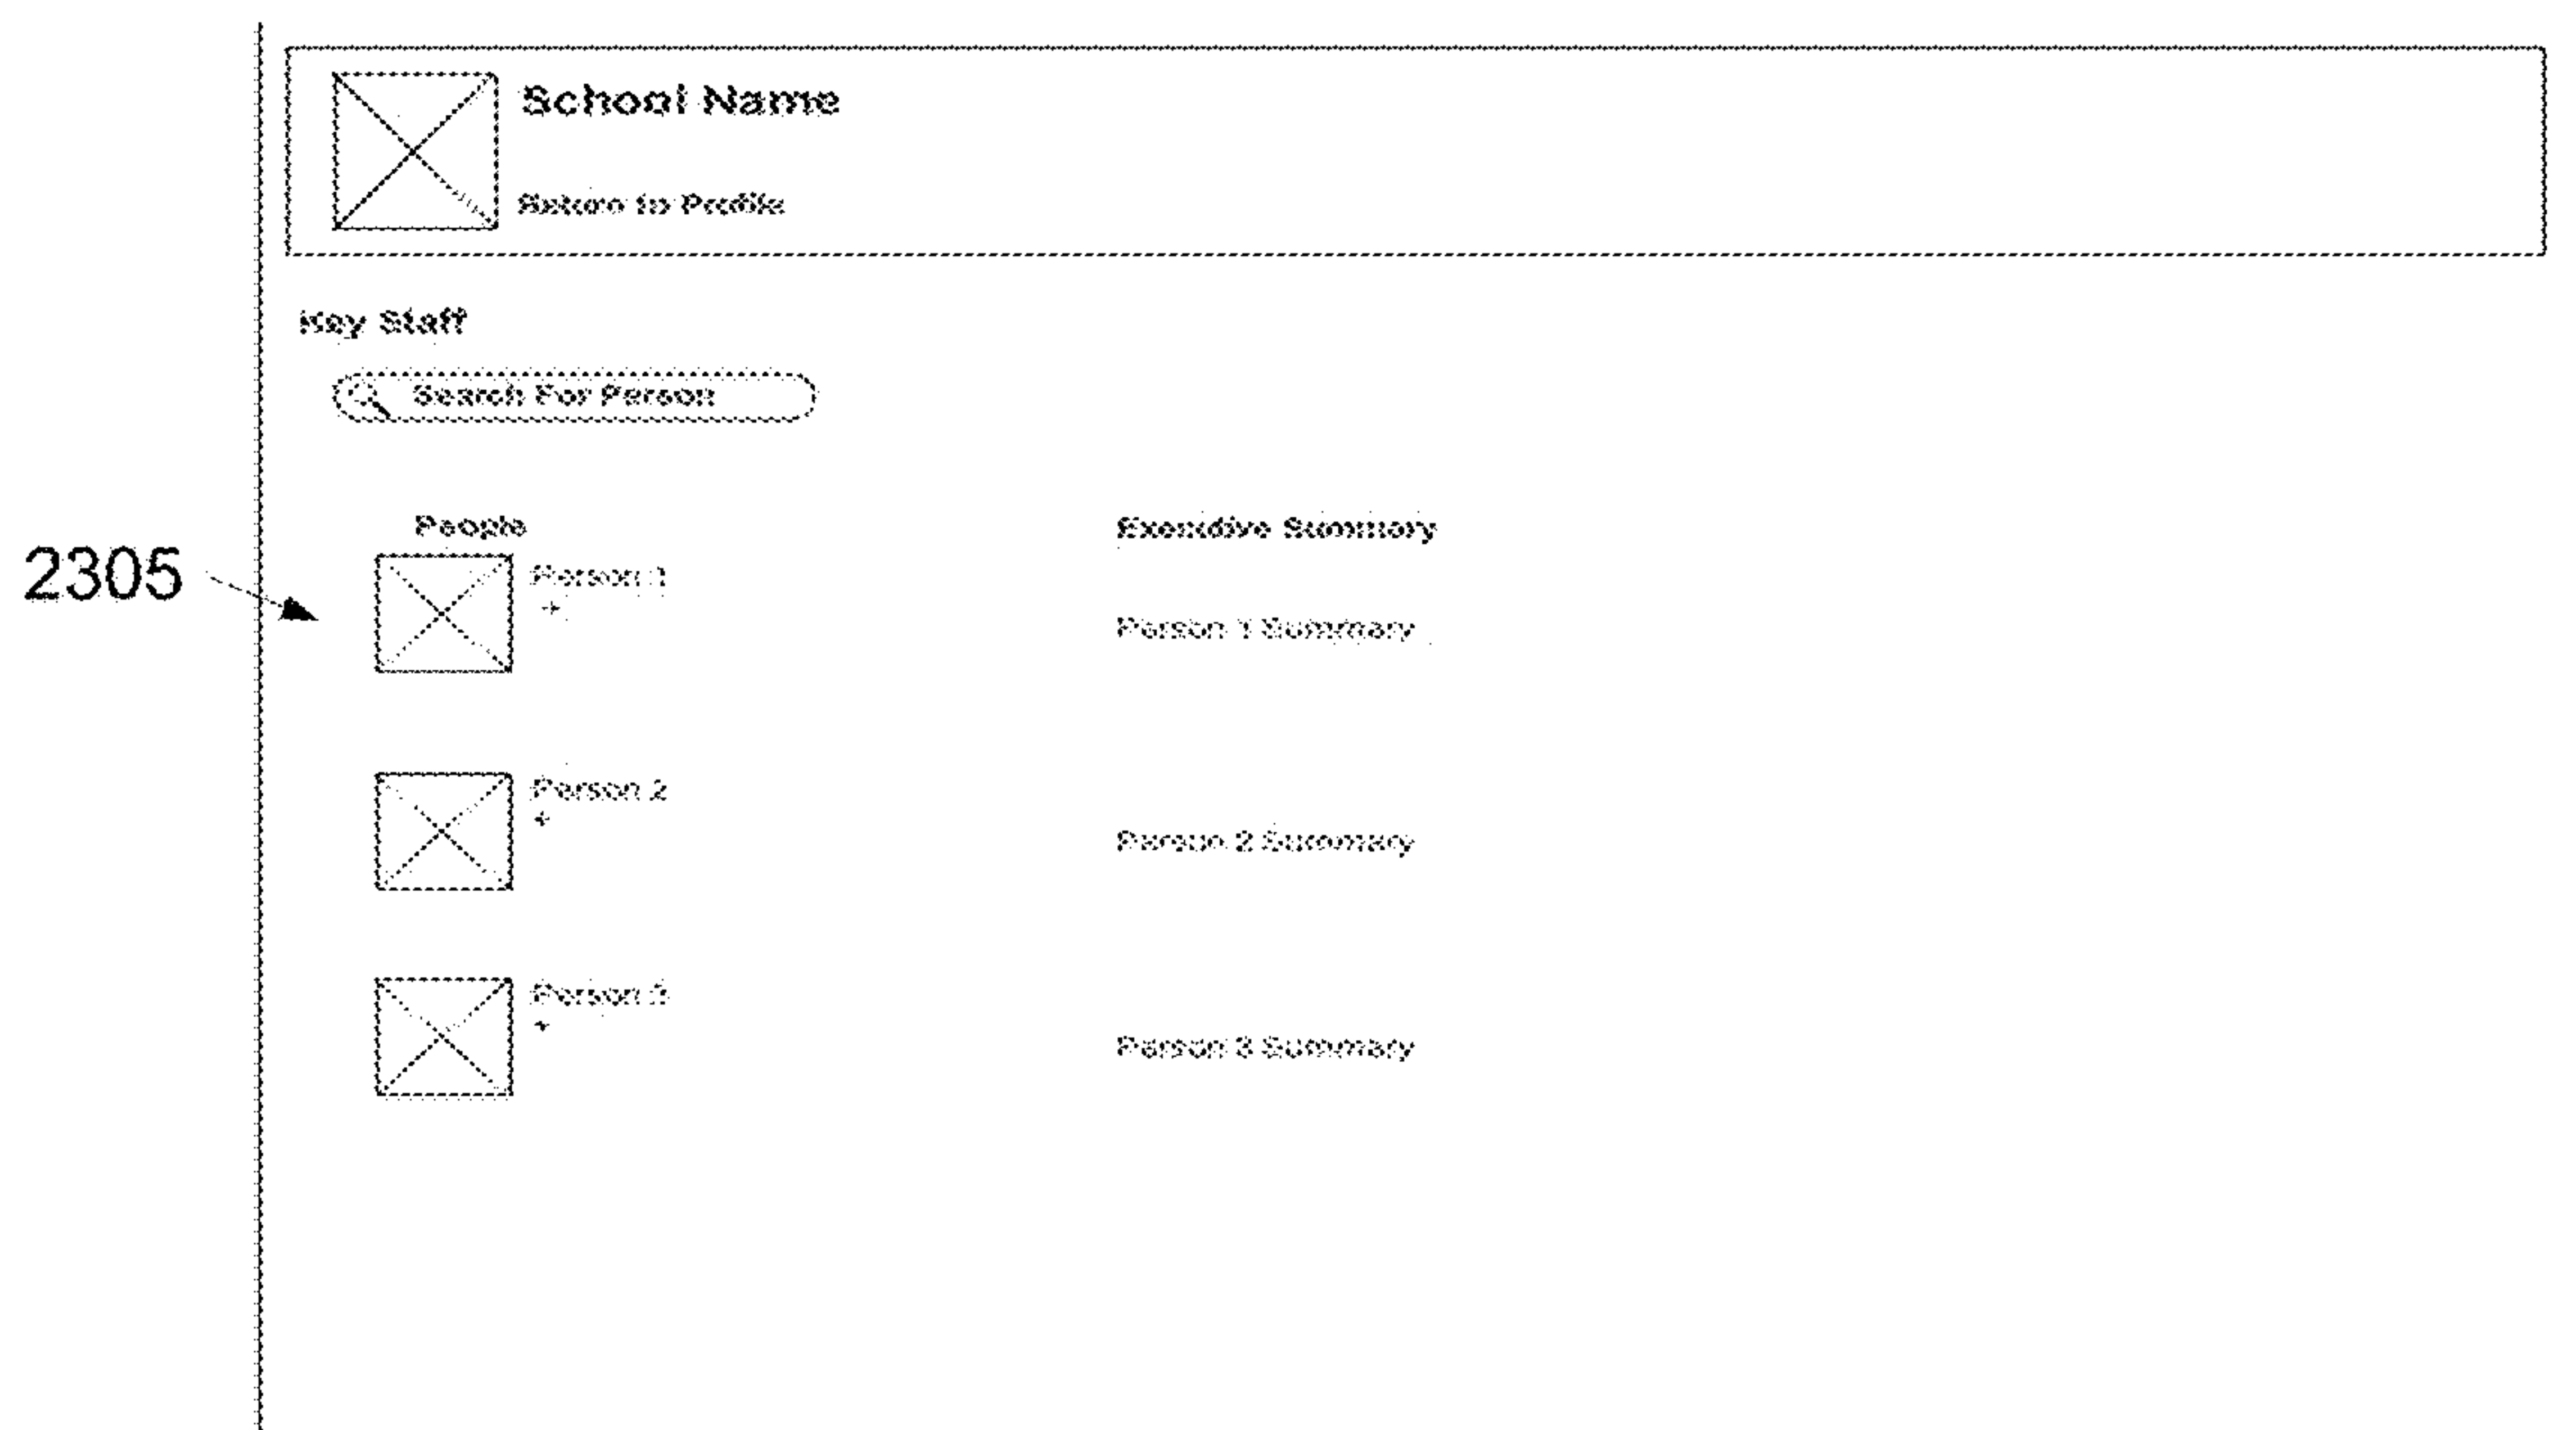 School Name
Return to Profile
Key Staff
Search For Person
People
Executive Summary
2305
Person 1
+
Person 1 Summary
Person 2
+
Person 2 Summary
Person 3
+
Person 3 Summary